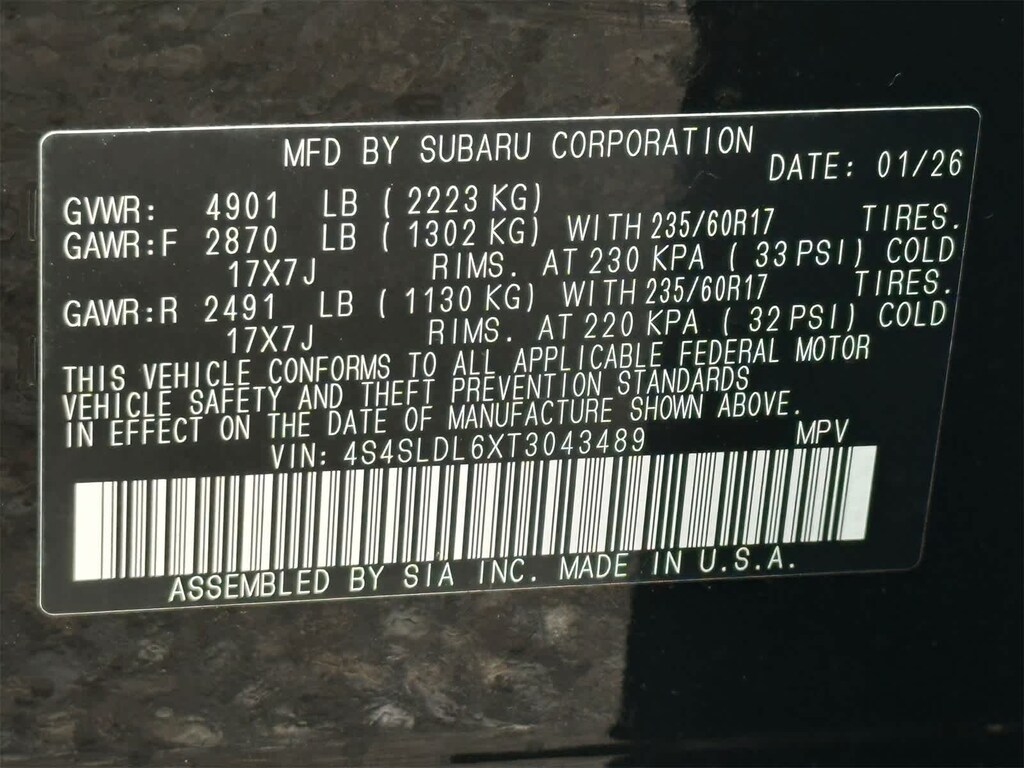 MFD BY SUBARU CORPORATION
DATE: 01/26
GVWR: 4901 LB ( 2223 KG)
GAWR:F 2870 LB ( 1302 KG) WITH 235/60R17 TIRES.
17X7J RIMS. AT 230 KPA ( 33 PSI) COLD
GAWR:R 2491 LB ( 1130 KG) WITH 235/60R17 TIRES.
17X7J RIMS. AT 220 KPA ( 32 PSI) COLD
THIS VEHICLE CONFORMS TO ALL APPLICABLE FEDERAL MOTOR
VEHICLE SAFETY AND THEFT PREVENTION STANDARDS
IN EFFECT ON THE DATE OF MANUFACTURE SHOWN ABOVE.
VIN: 4S4SLDL6XT3043489 MPV
ASSEMBLED BY SIA INC. MADE IN U.S.A.